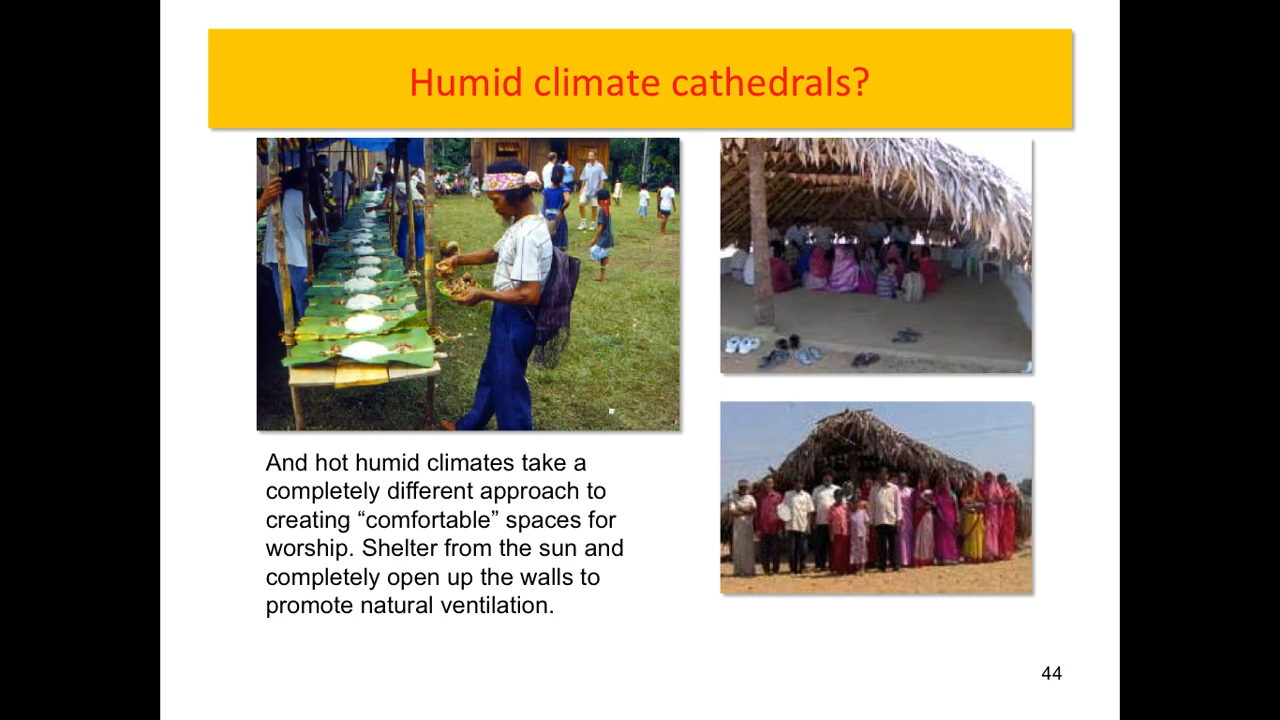 Humid climate cathedrals?
And hot humid climates take a
completely different approach to
creating “comfortable” spaces for
worship. Shelter from the sun and
completely open up the walls to
promote natural ventilation.
44